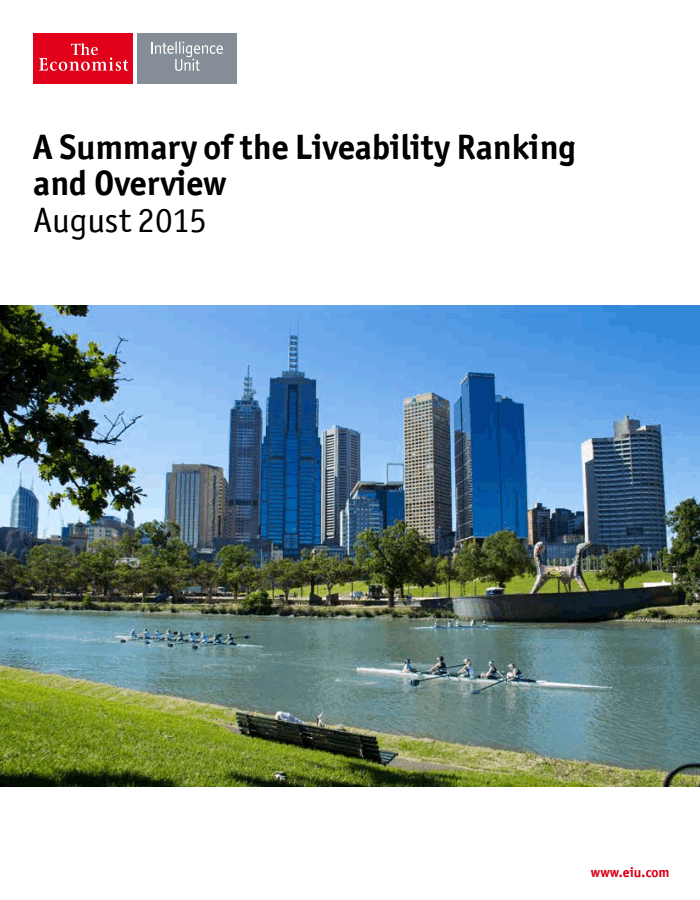 The
Economist
Intelligence
Unit
A Summary of the Liveability Ranking
and Overview
August 2015
www.eiu.com